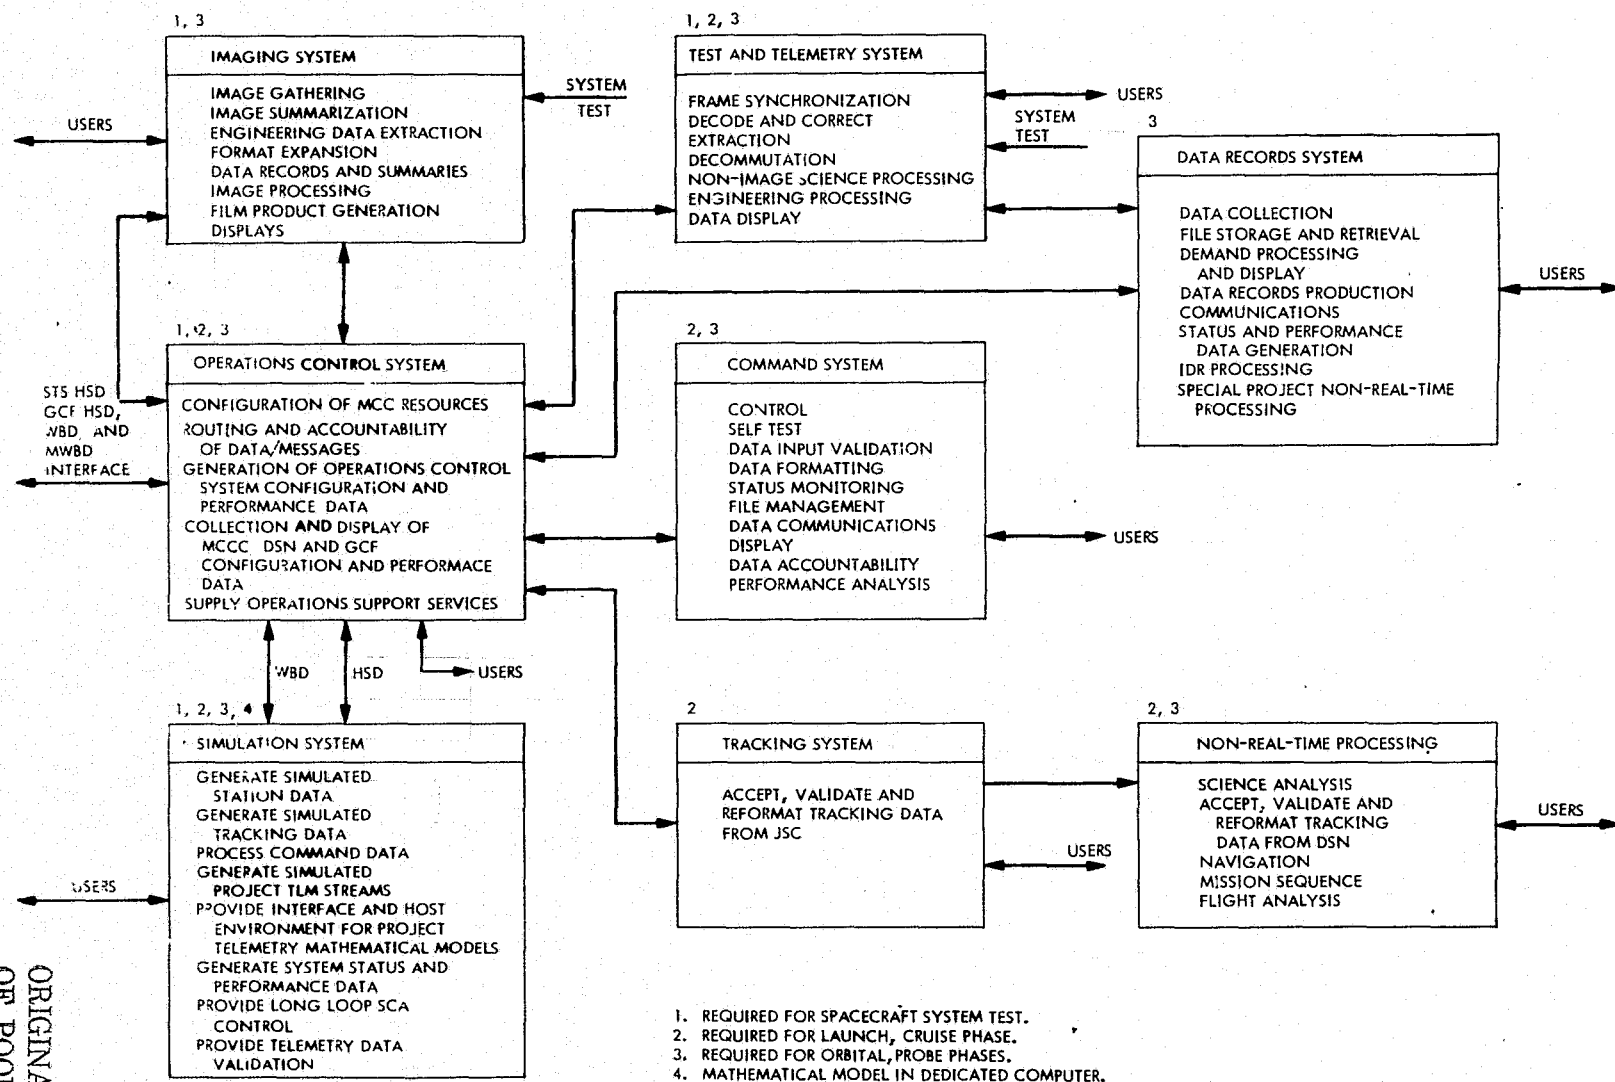 1, 3
IMAGING SYSTEM
IMAGE GATHERING
IMAGE SUMMARIZATION
ENGINEERING DATA EXTRACTION
FORMAT EXPANSION
DATA RECORDS AND SUMMARIES
IMAGE PROCESSING
FILM PRODUCT GENERATION
DISPLAYS
USERS
SYSTEM
TEST
1, 2, 3
TEST AND TELEMETRY SYSTEM
FRAME SYNCHRONIZATION
DECODE AND CORRECT
EXTRACTION
DECOMMUTATION
NON-IMAGE SCIENCE PROCESSING
ENGINEERING PROCESSING
DATA DISPLAY
USERS
SYSTEM
TEST
3
DATA RECORDS SYSTEM
DATA COLLECTION
FILE STORAGE AND RETRIEVAL
DEMAND PROCESSING
AND DISPLAY
DATA RECORDS PRODUCTION
COMMUNICATIONS
STATUS AND PERFORMANCE
DATA GENERATION
IDR PROCESSING
SPECIAL PROJECT NON-REAL-TIME
PROCESSING
USERS
1, 2, 3
OPERATIONS CONTROL SYSTEM
CONFIGURATION OF MCC RESOURCES
ROUTING AND ACCOUNTABILITY
OF DATA/MESSAGES
GENERATION OF OPERATIONS CONTROL
SYSTEM CONFIGURATION AND
PERFORMANCE DATA
COLLECTION AND DISPLAY OF
MCCC DSN AND GCF
CONFIGURATION AND PERFORMACE
DATA
SUPPLY OPERATIONS SUPPORT SERVICES
STS HSD
GCF HSD,
WBD, AND
MWBD
INTERFACE
WBD
HSD
USERS
2, 3
COMMAND SYSTEM
CONTROL
SELF TEST
DATA INPUT VALIDATION
DATA FORMATTING
STATUS MONITORING
FILE MANAGEMENT
DATA COMMUNICATIONS
DISPLAY
DATA ACCOUNTABILITY
PERFORMANCE ANALYSIS
USERS
1, 2, 3, 4
SIMULATION SYSTEM
GENERATE SIMULATED
STATION DATA
GENERATE SIMULATED
TRACKING DATA
PROCESS COMMAND DATA
GENERATE SIMULATED
PROJECT TLM STREAMS
PROVIDE INTERFACE AND HOST
ENVIRONMENT FOR PROJECT
TELEMETRY MATHEMATICAL MODELS
GENERATE SYSTEM STATUS AND
PERFORMANCE DATA
PROVIDE LONG LOOP SCA
CONTROL
PROVIDE TELEMETRY DATA
VALIDATION
USERS
2
TRACKING SYSTEM
ACCEPT, VALIDATE AND
REFORMAT TRACKING DATA
FROM JSC
USERS
2, 3
NON-REAL-TIME PROCESSING
SCIENCE ANALYSIS
ACCEPT, VALIDATE AND
REFORMAT TRACKING
DATA FROM DSN
NAVIGATION
MISSION SEQUENCE
FLIGHT ANALYSIS
USERS
1. REQUIRED FOR SPACECRAFT SYSTEM TEST.
2. REQUIRED FOR LAUNCH, CRUISE PHASE.
3. REQUIRED FOR ORBITAL, PROBE PHASES.
4. MATHEMATICAL MODEL IN DEDICATED COMPUTER.
ORIGINA
OF POOR